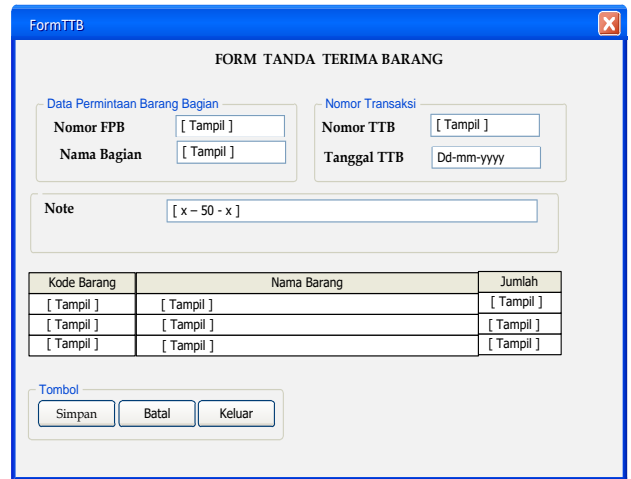 FormTTB
FORM TANDA TERIMA BARANG
Data Permintaan Barang Bagian
Nomor FPB [ Tampil ]
Nama Bagian [ Tampil ]
Nomor Transaksi
Nomor TTB [ Tampil ]
Tanggal TTB Dd-mm-yyyy
Note [ x – 50 - x ]
Kode Barang Nama Barang Jumlah
[ Tampil ] [ Tampil ] [ Tampil ]
[ Tampil ] [ Tampil ] [ Tampil ]
[ Tampil ] [ Tampil ] [ Tampil ]
Tombol
Simpan Batal Keluar